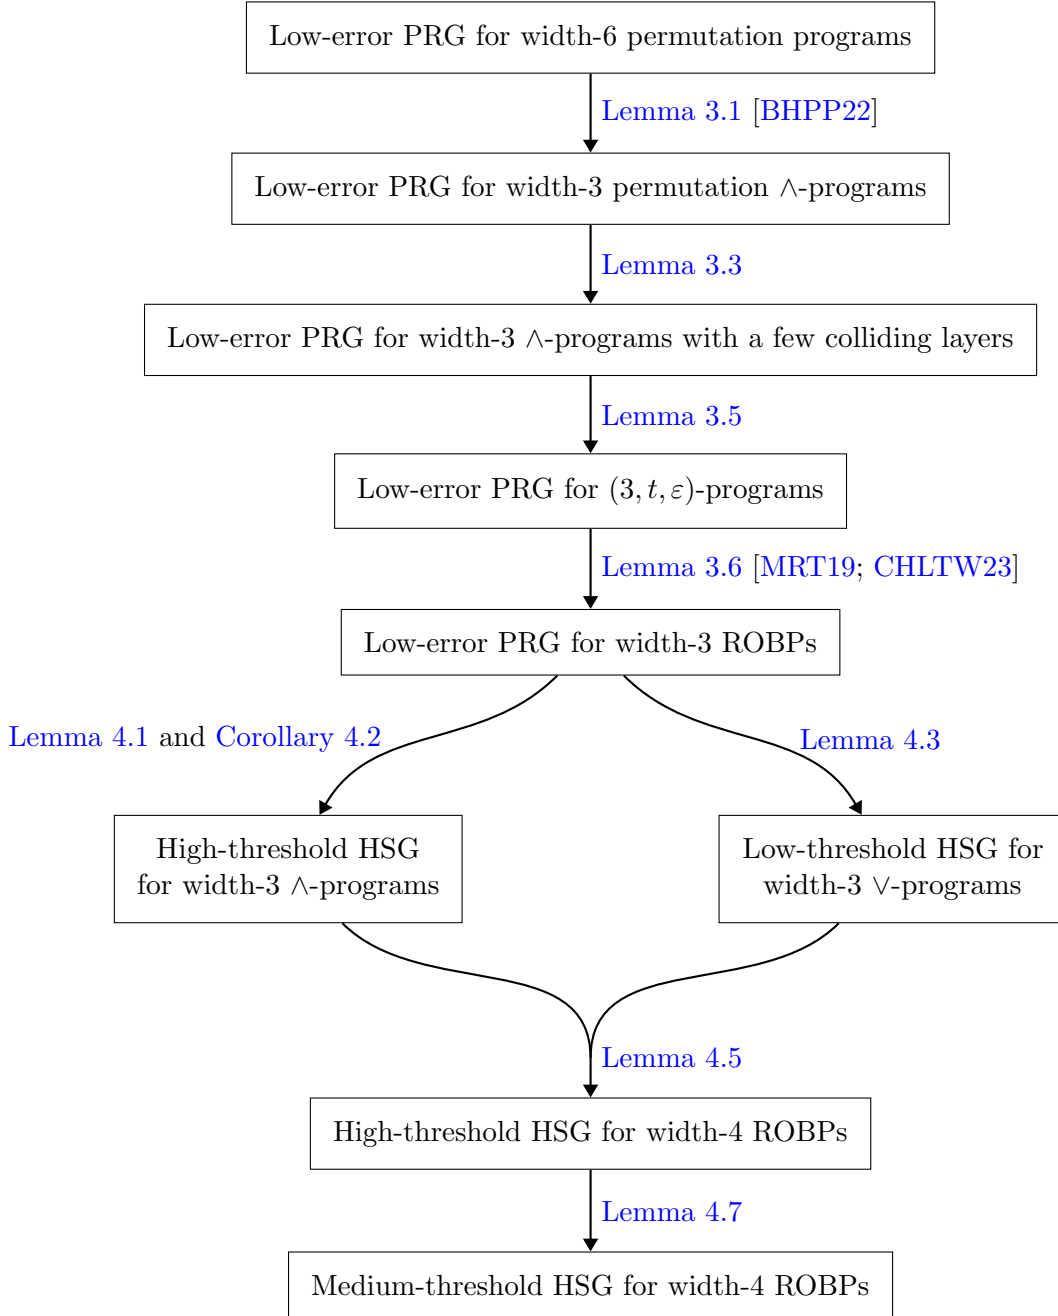 Low-error PRG for width-6 permutation programs
Lemma 3.1 [BHPP22]
Low-error PRG for width-3 permutation ∧-programs
Lemma 3.3
Low-error PRG for width-3 ∧-programs with a few colliding layers
Lemma 3.5
Low-error PRG for (3, t, ε)-programs
Lemma 3.6 [MRT19; CHLTW23]
Low-error PRG for width-3 ROBPs
Lemma 4.1 and Corollary 4.2
Lemma 4.3
High-threshold HSG
for width-3 ∧-programs
Low-threshold HSG for
width-3 ∨-programs
Lemma 4.5
High-threshold HSG for width-4 ROBPs
Lemma 4.7
Medium-threshold HSG for width-4 ROBPs